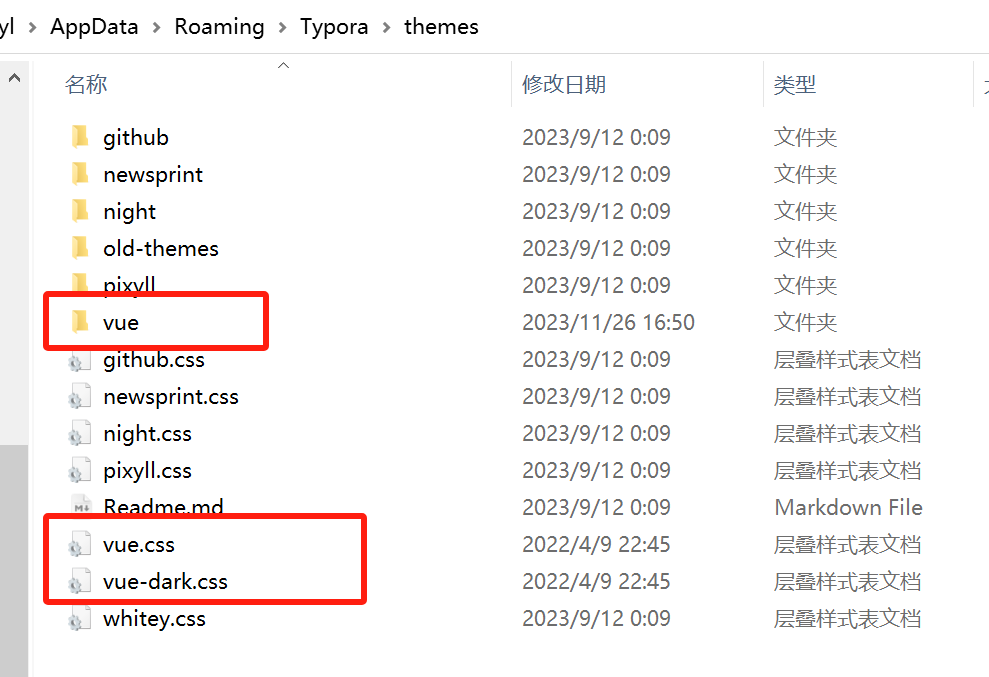 yl > AppData > Roaming > Typora > themes
名称 修改日期 类型
github 2023/9/12 0:09 文件夹
newsprint 2023/9/12 0:09 文件夹
night 2023/9/12 0:09 文件夹
old-themes 2023/9/12 0:09 文件夹
pixyll 2023/9/12 0:09 文件夹
vue 2023/11/26 16:50 文件夹
github.css 2023/9/12 0:09 层叠样式表文档
newsprint.css 2023/9/12 0:09 层叠样式表文档
night.css 2023/9/12 0:09 层叠样式表文档
pixyll.css 2023/9/12 0:09 层叠样式表文档
Readme.md 2023/9/12 0:09 Markdown File
vue.css 2022/4/9 22:45 层叠样式表文档
vue-dark.css 2022/4/9 22:45 层叠样式表文档
whitey.css 2023/9/12 0:09 层叠样式表文档